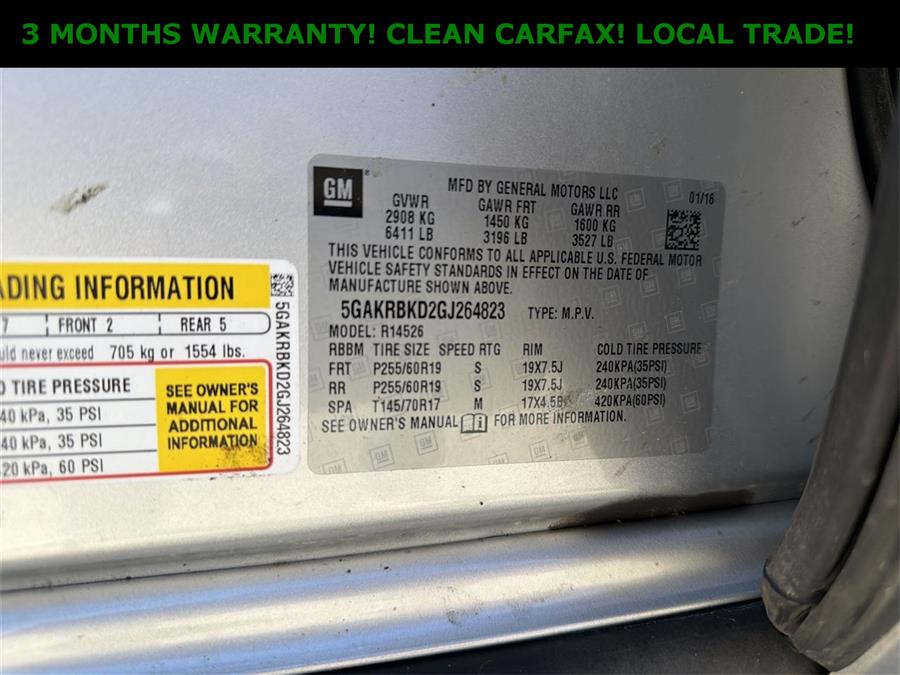 3 MONTHS WARRANTY! CLEAN CARFAX! LOCAL TRADE!
GM
MFD BY GENERAL MOTORS LLC 01/16
GVWR GAWR FRT GAWR RR
2908 KG 1450 KG 1600 KG
6411 LB 3196 LB 3527 LB
THIS VEHICLE CONFORMS TO ALL APPLICABLE U.S. FEDERAL MOTOR
VEHICLE SAFETY STANDARDS IN EFFECT ON THE DATE OF
MANUFACTURE SHOWN ABOVE.
5GAKRBKD2GJ264823 TYPE: M.P.V.
MODEL: R14526
RBBM TIRE SIZE SPEED RTG RIM COLD TIRE PRESSURE
FRT P255/60R19 S 19X7.5J 240KPA(35PSI)
RR P255/60R19 S 19X7.5J 240KPA(35PSI)
SPA T145/70R17 M 17X4.5B 420KPA(60PSI)
SEE OWNER'S MANUAL i FOR MORE INFORMATION.
ADING INFORMATION
7 FRONT 2 REAR 5
uld never exceed 705 kg or 1554 lbs.
D TIRE PRESSURE
40 kPa, 35 PSI
40 kPa, 35 PSI
20 kPa, 60 PSI
SEE OWNER'S
MANUAL FOR
ADDITIONAL
INFORMATION
5GAKRBKD2GJ264823